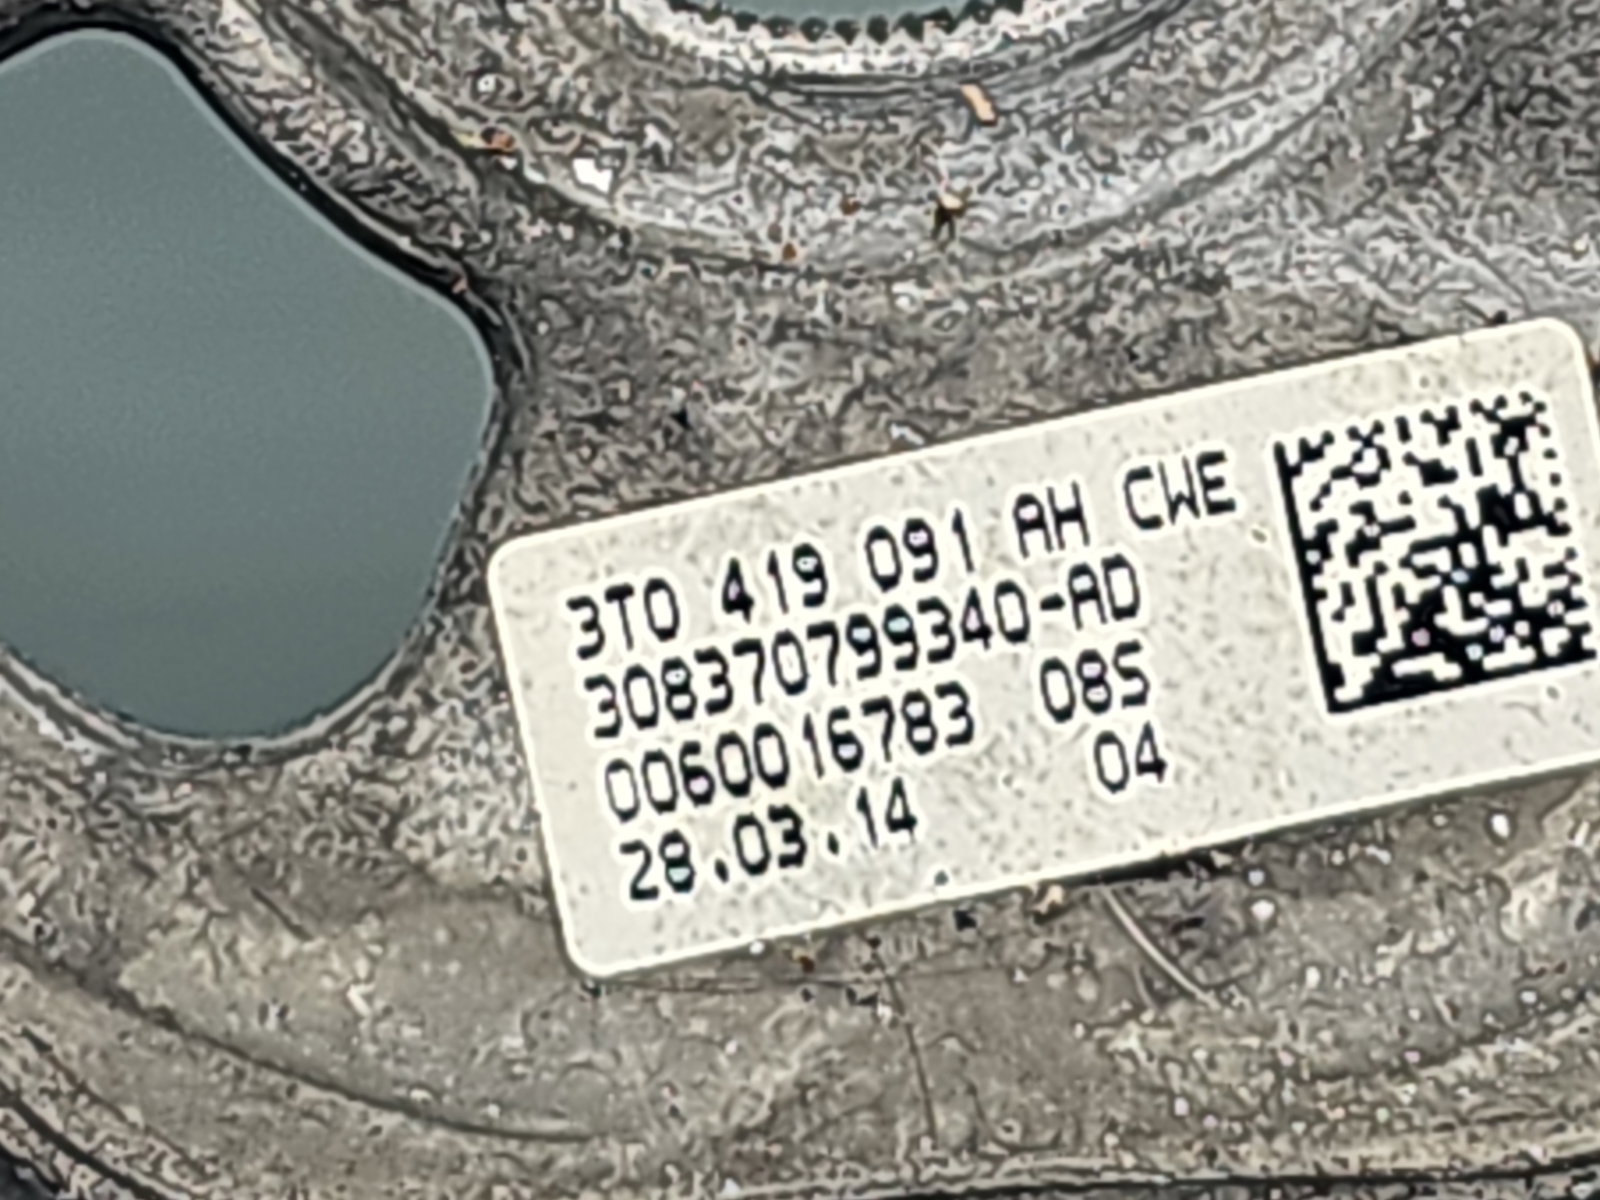 3T0 419 091 AH CWE
308370799340-AD
0060016783 08S
28.03.14 04